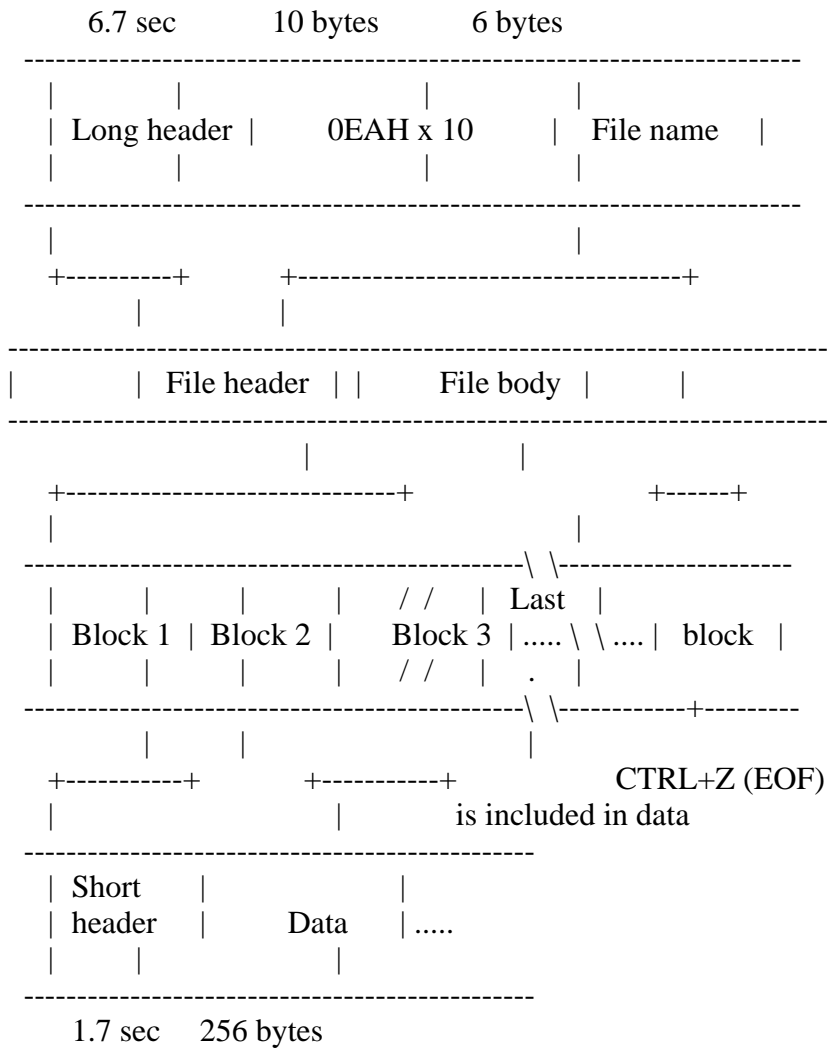 6.7 sec 10 bytes 6 bytes
--------------------------------------------------------------------------
| | | |
| Long header | 0EAH x 10 | File name |
| | | |
--------------------------------------------------------------------------
| |
+----------+ +------------------------------------+
| |
------------------------------------------------------------------------------
| | File header | | File body | |
------------------------------------------------------------------------------
| |
+-------------------------------+ +------+
| |
-----------------------------------------------\ \----------------------
| | | | / / | Last |
| Block 1 | Block 2 | Block 3 | ..... \ \ .... | block |
| | | | / / | . |
-----------------------------------------------\ \------------+---------
| | |
+-----------+ +-----------+ CTRL+Z (EOF)
| | is included in data
------------------------------------------------
| Short | |
| header | Data | .....
| | |
------------------------------------------------
1.7 sec 256 bytes